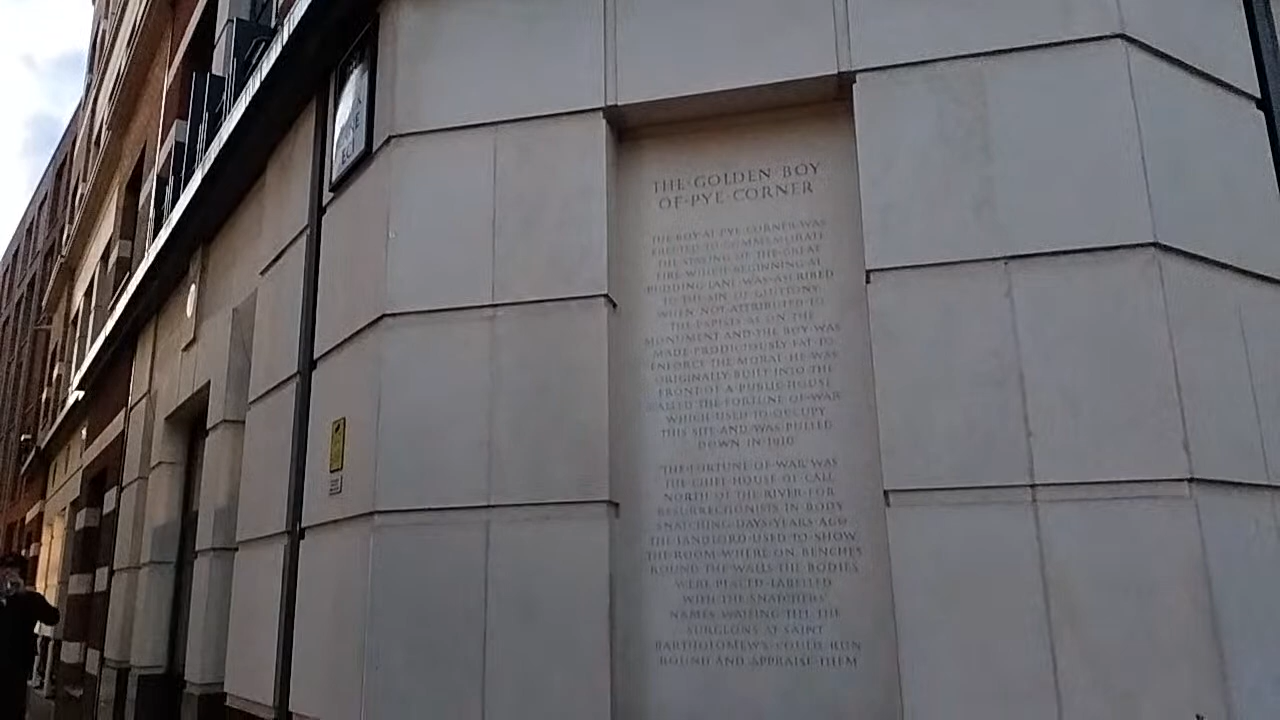 THE·GOLDEN·BOY
OF·PYE·CORNER
THE·BOY·AT·PYE·CORNER·WAS
ERECTED·TO·COMMEMORATE
THE·STAYING·OF·THE·GREAT
FIRE·WHICH·BEGINNING·AT
PUDDING·LANE·WAS·ASCRIBED
TO·THE·SIN·OF·GLUTTONY
WHEN·NOT·ATTRIBUTED·TO
THE·PAPISTS·AS·ON·THE
MONUMENT·AND·THE·BOY·WAS
MADE·PRODIGIOUSLY·FAT·TO
ENFORCE·THE·MORAL·HE·WAS
ORIGINALLY·BUILT·INTO·THE
FRONT·OF·A·PUBLIC·HOUSE
CALLED·THE·FORTUNE·OF·WAR
WHICH·USED·TO·OCCUPY
THIS·SITE·AND·WAS·PULLED
DOWN·IN·1910
THE·FORTUNE·OF·WAR·WAS
THE·CHIEF·HOUSE·OF·CALL
NORTH·OF·THE·RIVER·FOR
RESURRECTIONISTS·IN·BODY
SNATCHING·DAYS·YEARS·AGO
THE·LANDLORD·USED·TO·SHOW
THE·ROOM·WHERE·ON·BENCHES
ROUND·THE·WALLS·THE·BODIES
WERE·PLACED·LABELLED
WITH·THE·SNATCHERS'
NAMES·WAITING·TILL·THE
SURGEONS·AT·SAINT
BARTHOLOMEW'S·COULD·RUN
ROUND·AND·APPRAISE·THEM